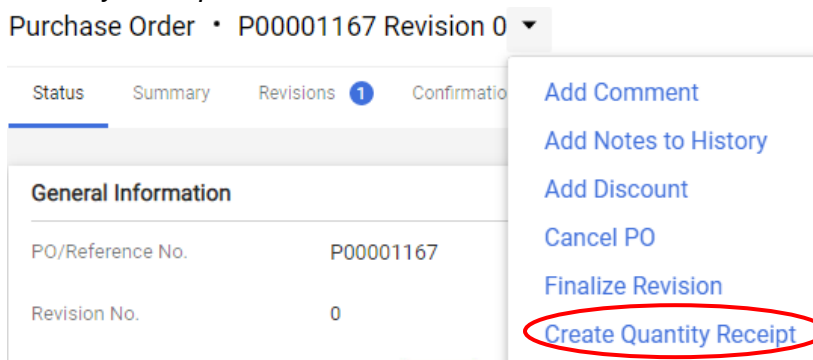 Purchase Order • P00001167 Revision 0
Status Summary Revisions 1 Confirmatio
General Information
PO/Reference No. P00001167
Revision No. 0
Add Comment
Add Notes to History
Add Discount
Cancel PO
Finalize Revision
Create Quantity Receipt